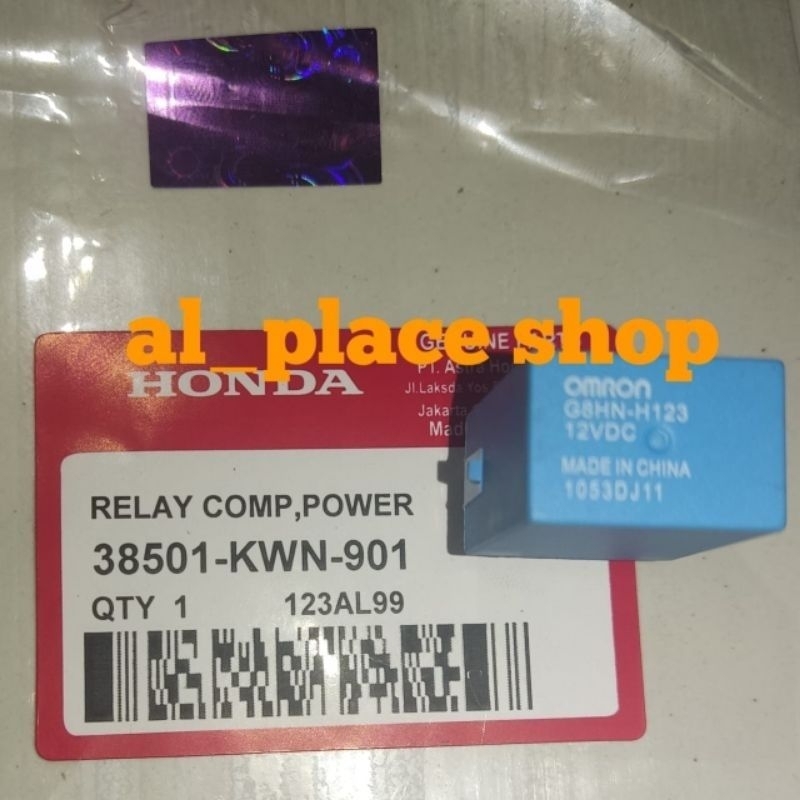 al_place shop
GENUINE PART
HONDA
PT. Astra Hon
Jl.Laksda Yos
Jakarta
Mad
RELAY COMP,POWER
38501-KWN-901
QTY 1 123AL99
OMRON
G8HN-H123
12VDC
MADE IN CHINA
1053DJ11